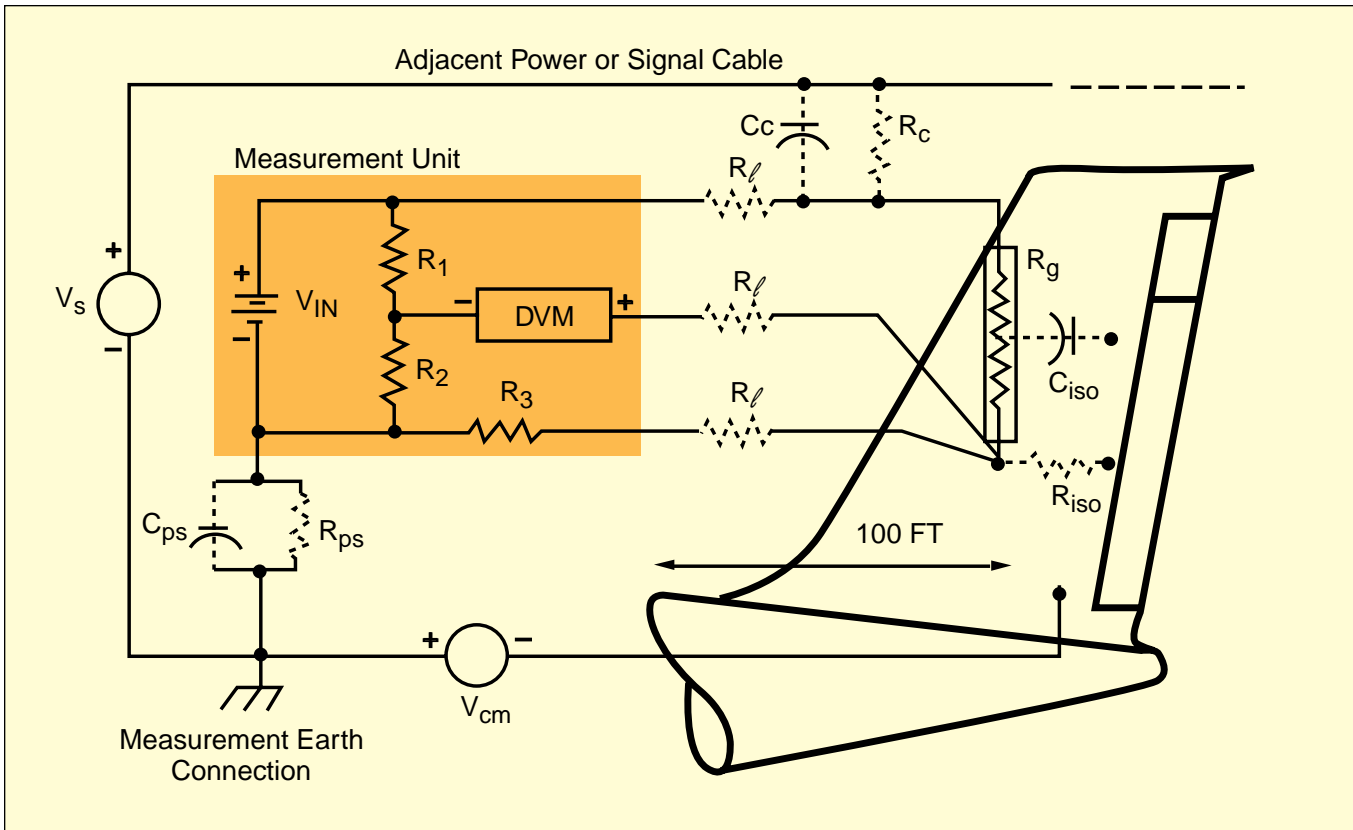 Adjacent Power or Signal Cable
Cc
Rc
Measurement Unit
Rℓ
+
R1
Rg
+
VIN
-
DVM
+
Rℓ
Vs
+
-
-
R2
Ciso
R3
Rℓ
Riso
Cps
Rps
100 FT
+
-
Vcm
Measurement Earth
Connection